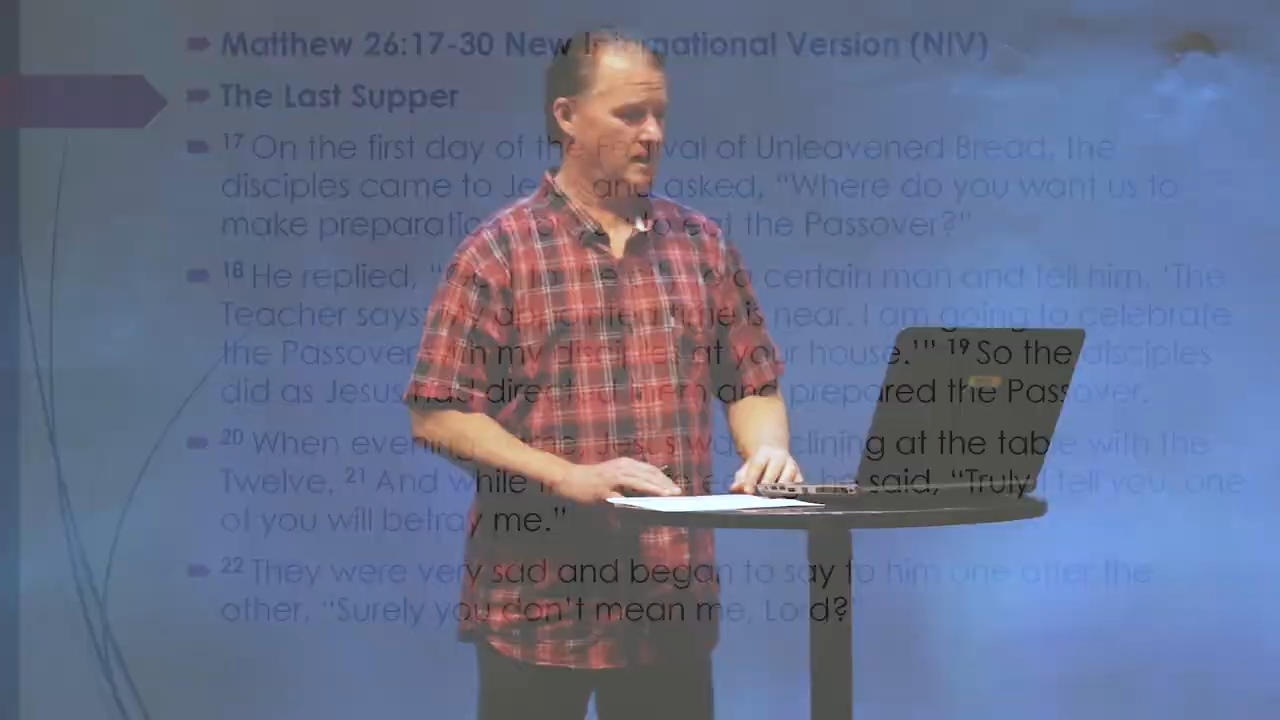 Matthew 26:17-30 New International Version (NIV)
The Last Supper
17 On the first day of the Festival of Unleavened Bread, the
disciples came to Jesus and asked, “Where do you want us to
make preparations for you to eat the Passover?”
18 He replied, “Go into the city to a certain man and tell him, ‘The
Teacher says: My appointed time is near. I am going to celebrate
the Passover with my disciples at your house.’” 19 So the disciples
did as Jesus had directed them and prepared the Passover.
20 When evening came, Jesus was reclining at the table with the
Twelve. 21 And while they were eating, he said, “Truly I tell you, one
of you will betray me.”
22 They were very sad and began to say to him one after the
other, “Surely you don’t mean me, Lord?”